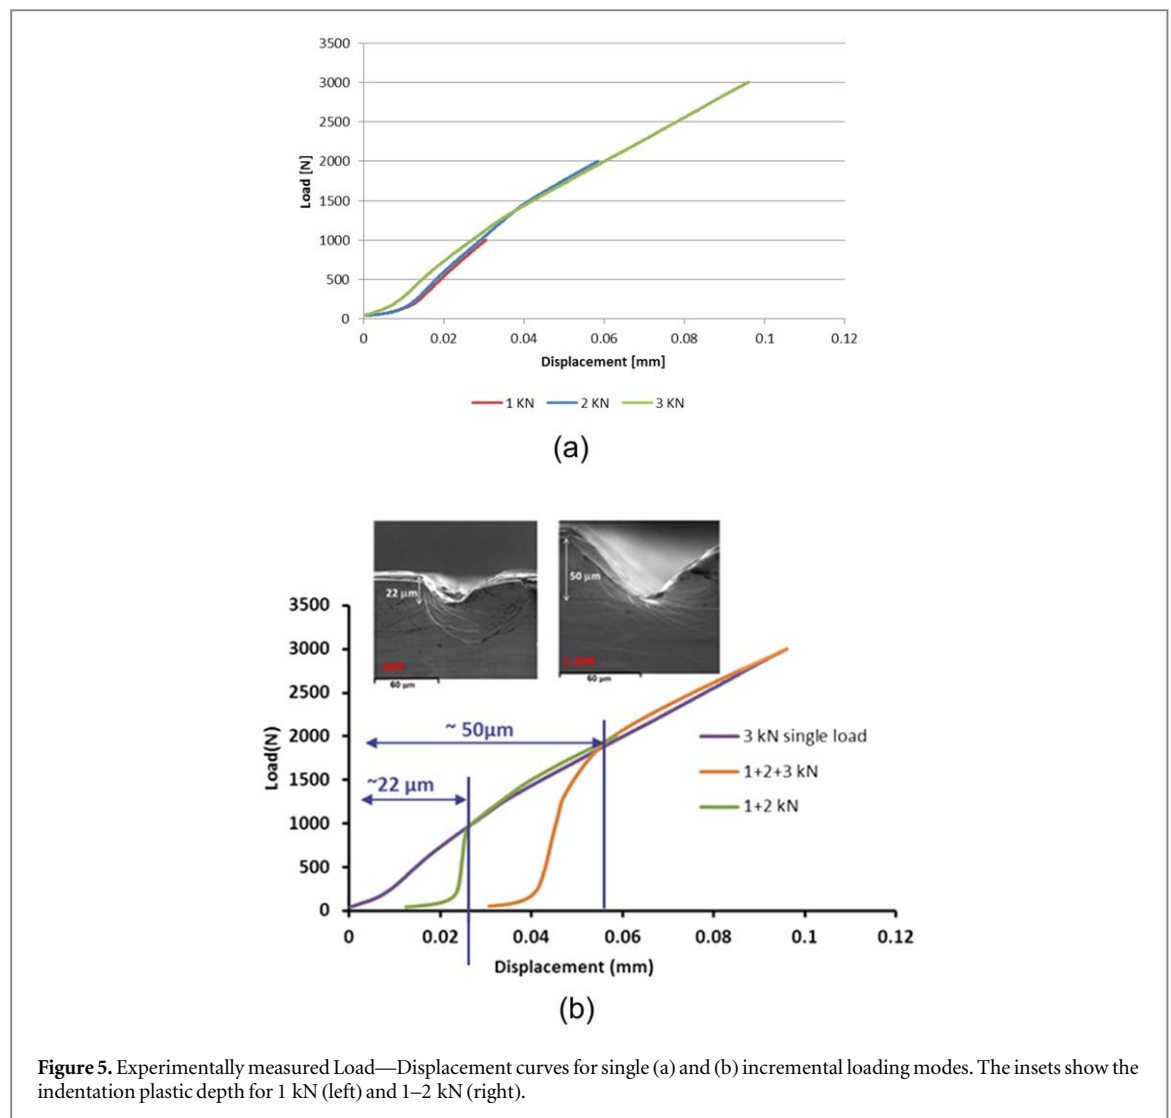 3500
3000
2500
2000
1500
1000
500
0
Load [N]
0 0.02 0.04 0.06 0.08 0.1 0.12
Displacement [mm]
1 KN 2 KN 3 KN
(a)
22 μm
60 μm
50 μm
60 μm
3500
3000
2500
2000
1500
1000
500
0
Load(N)
~ 50μm
~22 μm
3 kN single load
1+2+3 kN
1+2 kN
0 0.02 0.04 0.06 0.08 0.1 0.12
Displacement (mm)
(b)
Figure 5. Experimentally measured Load—Displacement curves for single (a) and (b) incremental loading modes. The insets show the
indentation plastic depth for 1 kN (left) and 1–2 kN (right).